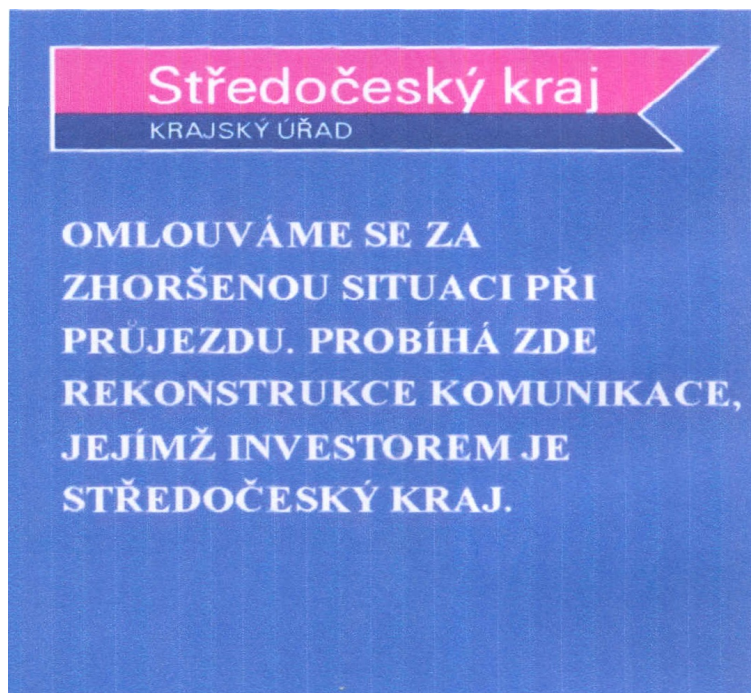 Středočeský kraj
KRAJSKÝ ÚŘAD
OMLOUVÁME SE ZA
ZHORŠENOU SITUACI PŘI
PRŮJEZDU. PROBÍHÁ ZDE
REKONSTRUKCE KOMUNIKACE,
JEJÍMŽ INVESTOREM JE
STŘEDOČESKÝ KRAJ.